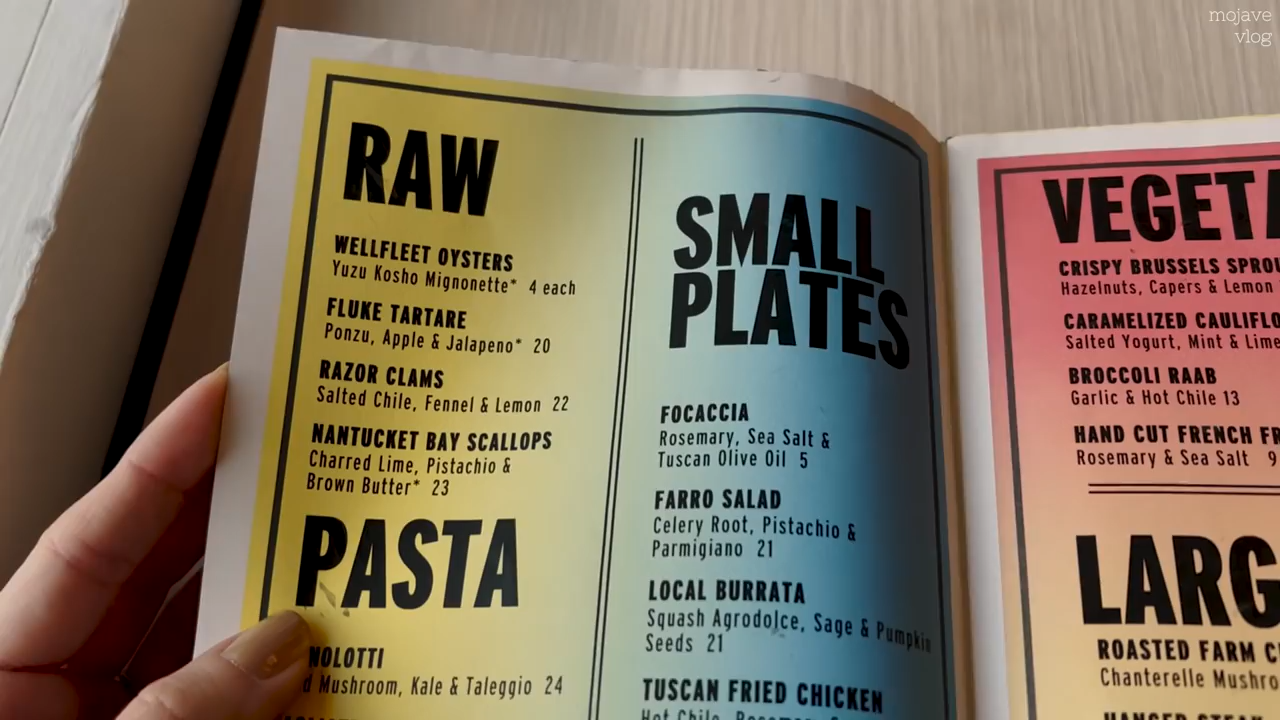 mojave
vlog
RAW
WELLFLEET OYSTERS
Yuzu Kosho Mignonette* 4 each
FLUKE TARTARE
Ponzu, Apple & Jalapeno* 20
RAZOR CLAMS
Salted Chile, Fennel & Lemon 22
NANTUCKET BAY SCALLOPS
Charred Lime, Pistachio &
Brown Butter* 23
PASTA
NOLOTTI
Mushroom, Kale & Taleggio 24
SMALL
PLATES
FOCACCIA
Rosemary, Sea Salt &
Tuscan Olive Oil 5
FARRO SALAD
Celery Root, Pistachio &
Parmigiano 21
LOCAL BURRATA
Squash Agrodolce, Sage & Pumpkin
Seeds 21
TUSCAN FRIED CHICKEN
Hot Chile,
VEGETA
CRISPY BRUSSELS SPROU
Hazelnuts, Capers & Lemon
CARAMELIZED CAULIFLO
Salted Yogurt, Mint & Lime
BROCCOLI RAAB
Garlic & Hot Chile 13
HAND CUT FRENCH FR
Rosemary & Sea Salt 9
LARG
ROASTED FARM C
Chanterelle Mushro